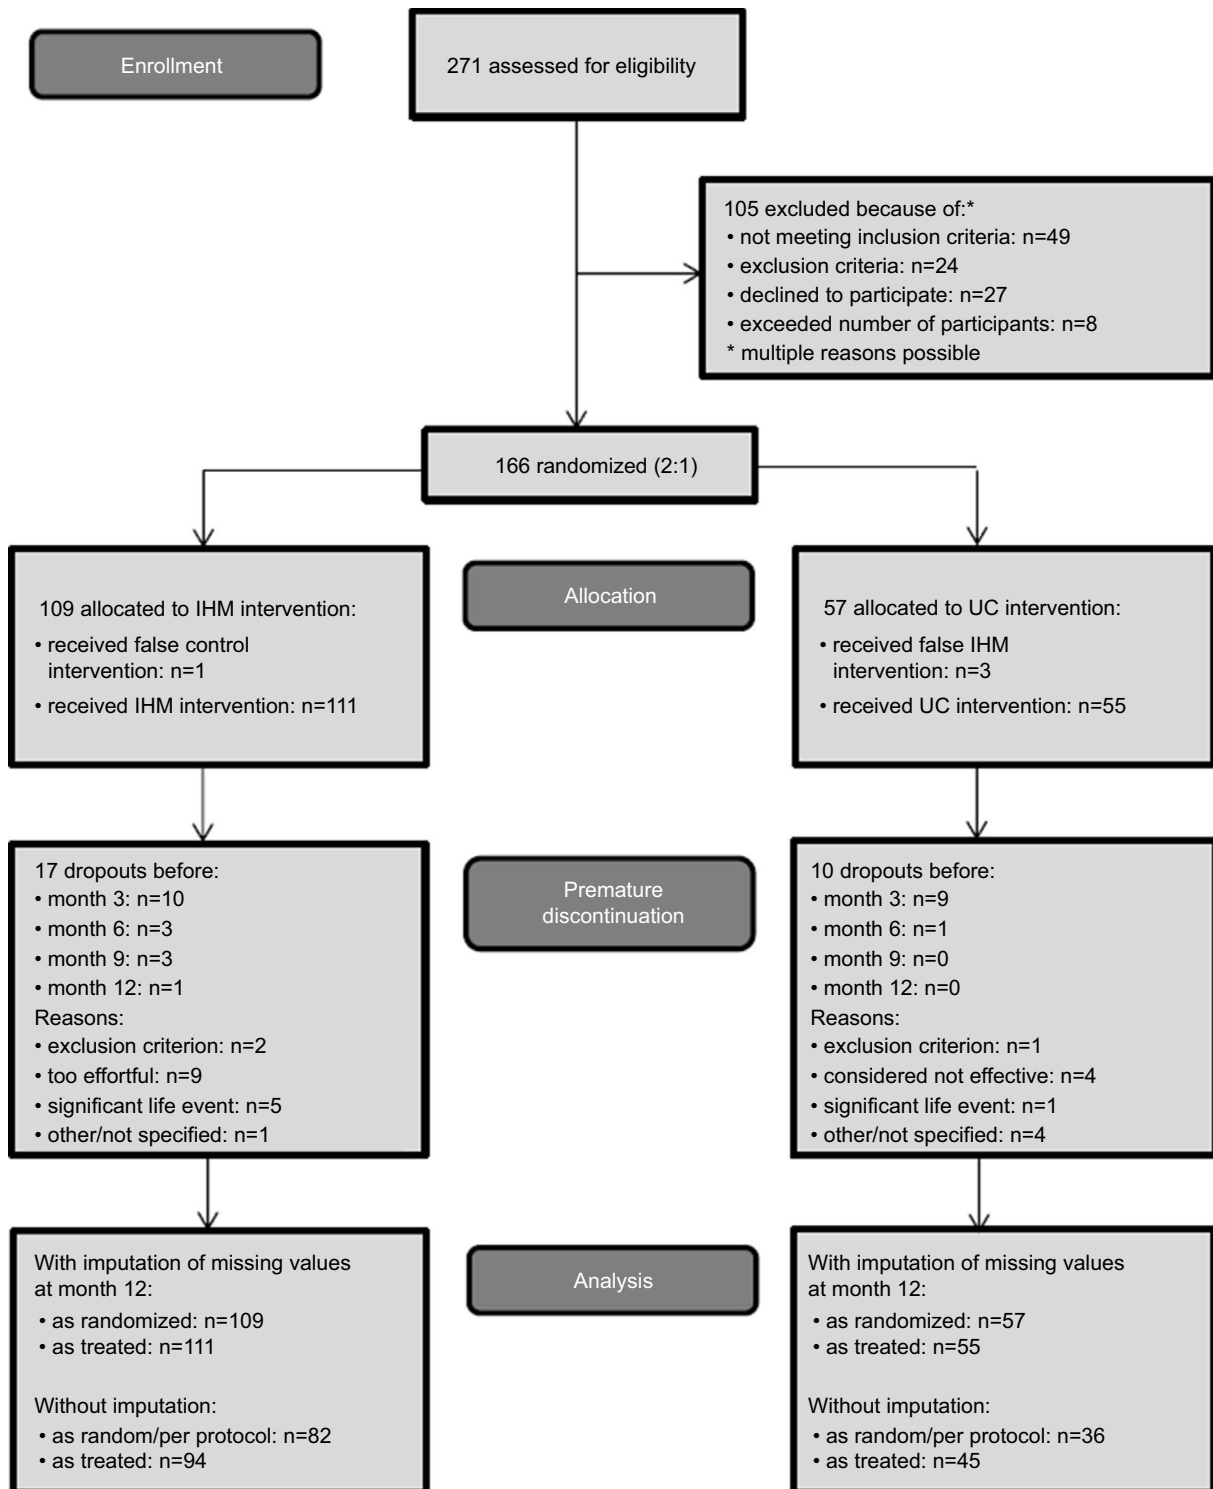 Enrollment
271 assessed for eligibility
105 excluded because of:*
• not meeting inclusion criteria: n=49
• exclusion criteria: n=24
• declined to participate: n=27
• exceeded number of participants: n=8
* multiple reasons possible
166 randomized (2:1)
109 allocated to IHM intervention:
• received false control
intervention: n=1
• received IHM intervention: n=111
Allocation
57 allocated to UC intervention:
• received false IHM
intervention: n=3
• received UC intervention: n=55
17 dropouts before:
• month 3: n=10
• month 6: n=3
• month 9: n=3
• month 12: n=1
Reasons:
• exclusion criterion: n=2
• too effortful: n=9
• significant life event: n=5
• other/not specified: n=1
Premature
discontinuation
10 dropouts before:
• month 3: n=9
• month 6: n=1
• month 9: n=0
• month 12: n=0
Reasons:
• exclusion criterion: n=1
• considered not effective: n=4
• significant life event: n=1
• other/not specified: n=4
With imputation of missing values
at month 12:
• as randomized: n=109
• as treated: n=111
Without imputation:
• as random/per protocol: n=82
• as treated: n=94
Analysis
With imputation of missing values
at month 12:
• as randomized: n=57
• as treated: n=55
Without imputation:
• as random/per protocol: n=36
• as treated: n=45